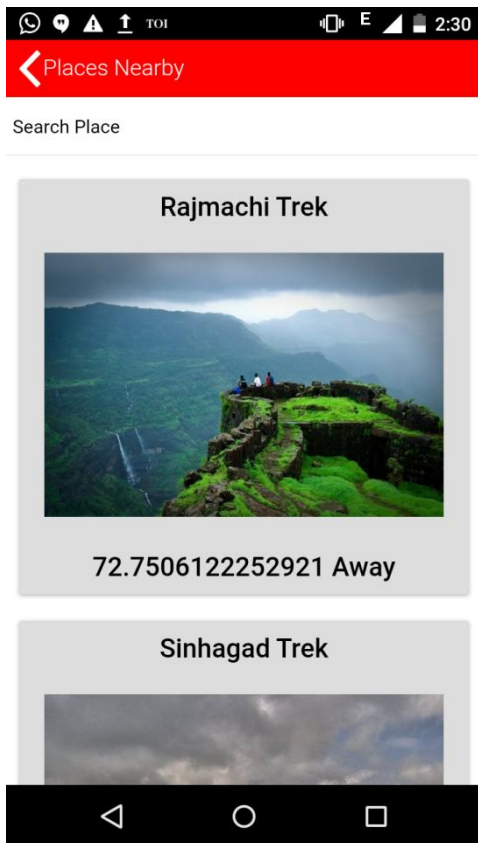 TOI E 2:30
Places Nearby
Search Place
Rajmachi Trek
72.7506122252921 Away
Sinhagad Trek